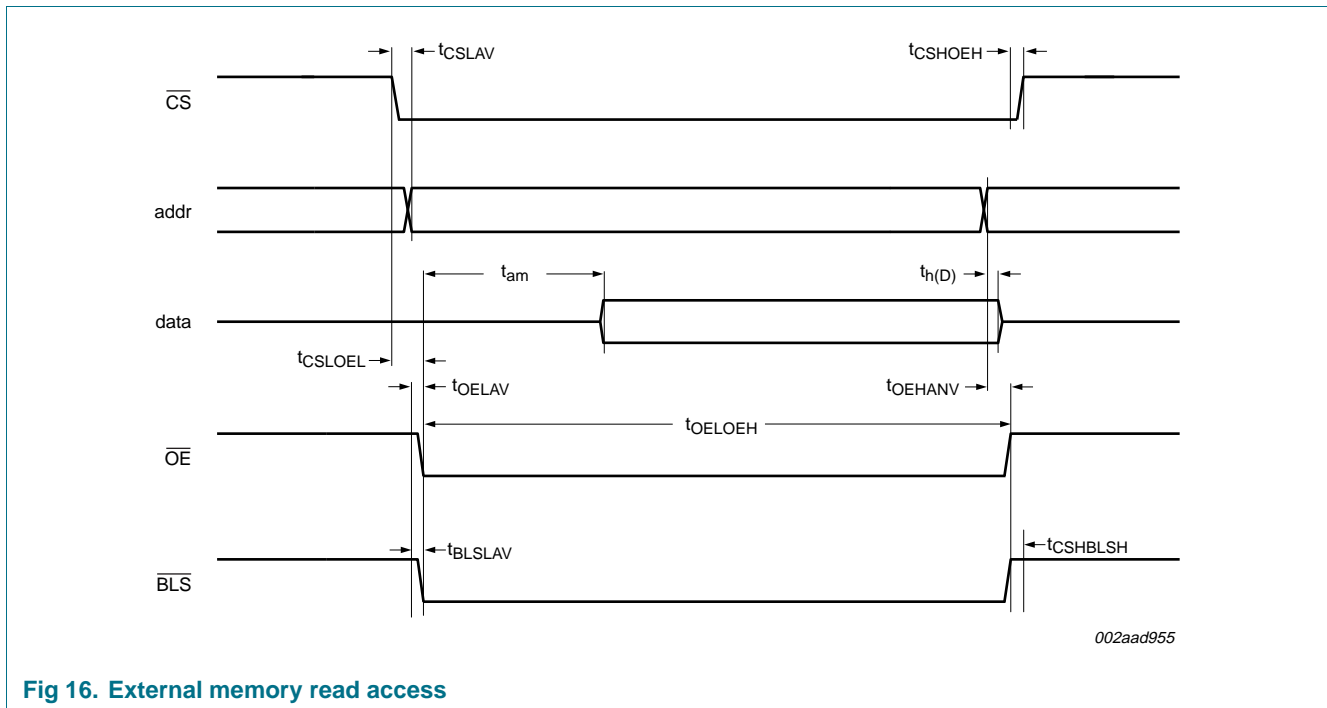 tCSLAV
tCSHOEH
CS
addr
tam
th(D)
data
tCSLOEL
tOELAV
tOEHANV
tOELOEH
OE
tBLSLAV
tCSHBLSH
BLS
002aad955
Fig 16. External memory read access